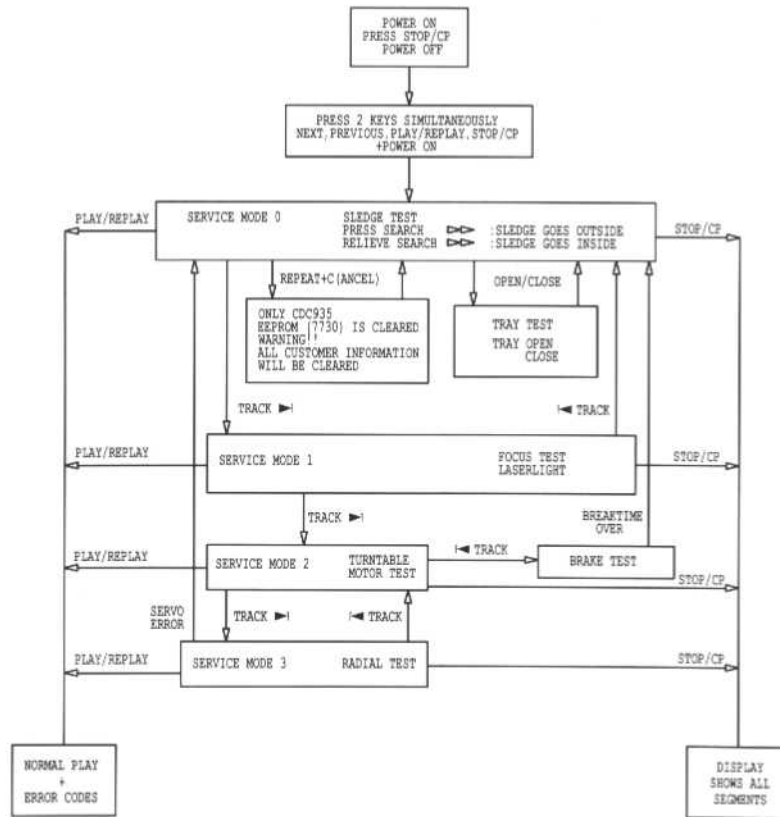 POWER ON
PRESS STOP/CP
POWER OFF
PRESS 2 KEYS SIMULTANEOUSLY
NEXT,PREVIOUS,PLAY/REPLAY,STOP/CP
+POWER ON
PLAY/REPLAY
SERVICE MODE 0
SLEDGE TEST
PRESS SEARCH :SLEDGE GOES OUTSIDE
RELIEVE SEARCH :SLEDGE GOES INSIDE
STOP/CP
REPEAT+C(ANCEL)
OPEN/CLOSE
ONLY CDC935
EEPROM (7730) IS CLEARED
WARNING!!
ALL CUSTOMER INFORMATION
WILL BE CLEARED
TRAY TEST
TRAY OPEN
CLOSE
TRACK
TRACK
PLAY/REPLAY
SERVICE MODE 1
FOCUS TEST
LASERLIGHT
STOP/CP
TRACK
BREAKTIME
OVER
PLAY/REPLAY
SERVICE MODE 2
TURNTABLE
MOTOR TEST
TRACK
BRAKE TEST
STOP/CP
SERVO
ERROR
TRACK
TRACK
PLAY/REPLAY
SERVICE MODE 3
RADIAL TEST
STOP/CP
NORMAL PLAY
+
ERROR CODES
DISPLAY
SHOWS ALL
SEGMENTS